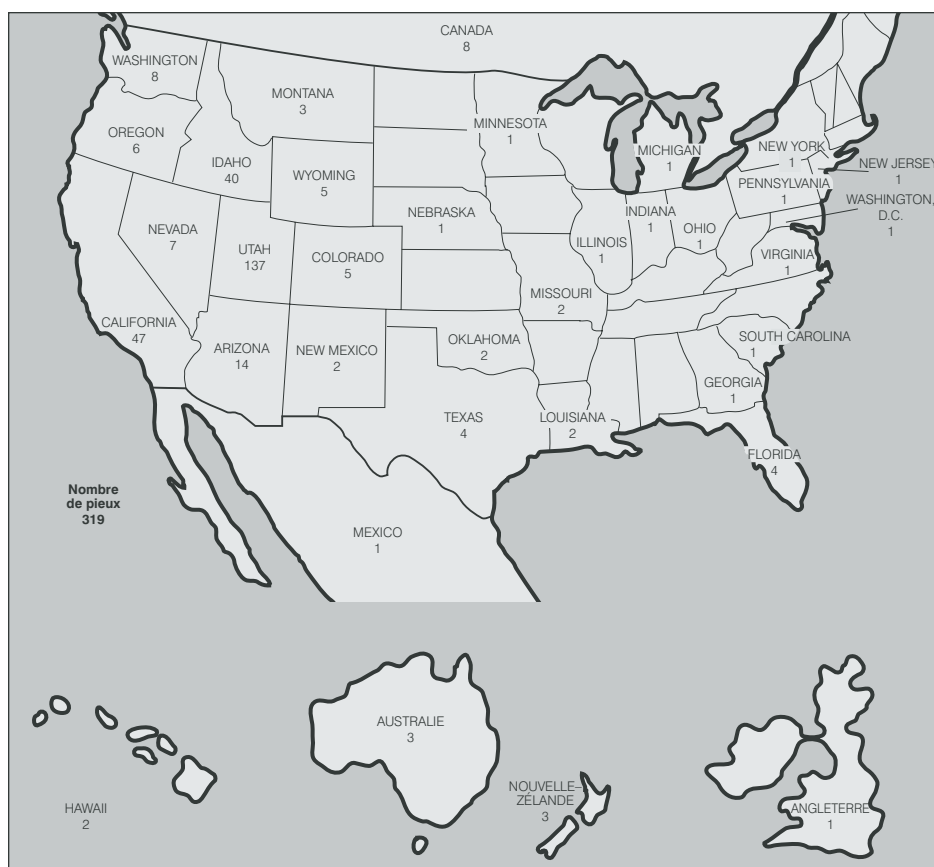 CANADA
8
WASHINGTON
8
MONTANA
3
MINNESOTA
1
OREGON
6
IDAHO
40
WYOMING
5
MICHIGAN
1
NEW YORK
1
NEW JERSEY
1
PENNSYLVANIA
1
WASHINGTON,
D.C.
1
NEBRASKA
1
INDIANA
1
OHIO
1
ILLINOIS
1
NEVADA
7
UTAH
137
COLORADO
5
VIRGINIA
1
MISSOURI
2
CALIFORNIA
47
ARIZONA
14
NEW MEXICO
2
OKLAHOMA
2
SOUTH CAROLINA
1
GEORGIA
1
TEXAS
4
LOUISIANA
2
FLORIDA
4
Nombre
de pieux
319
MEXICO
1
AUSTRALIE
3
NOUVELLE–
ZÉLANDE
3
HAWAII
2
ANGLETERRE
1